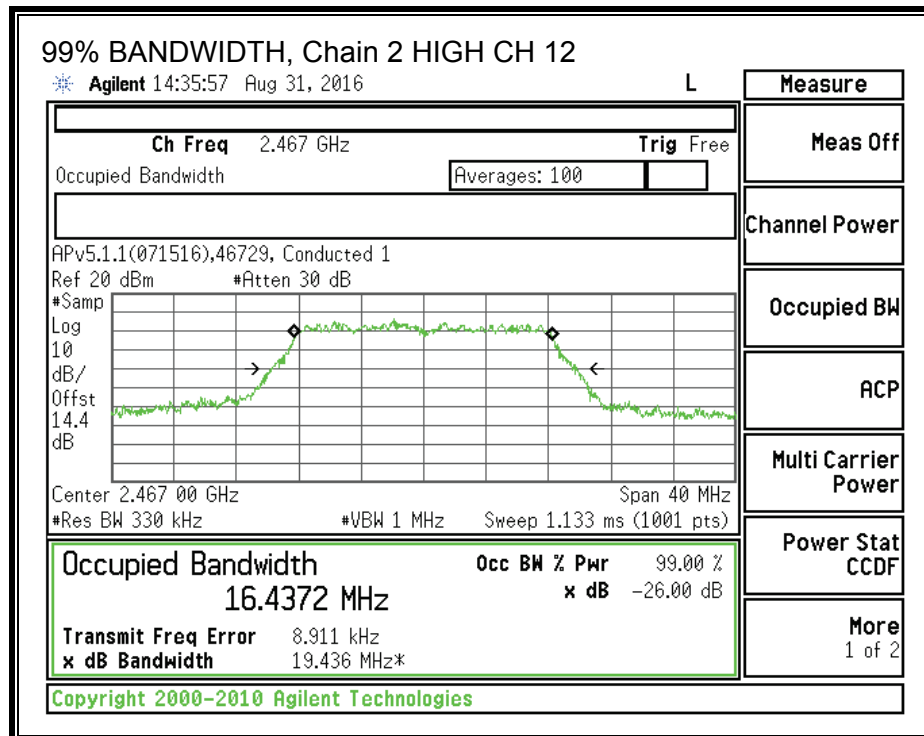 99% BANDWIDTH, Chain 2 HIGH CH 12
Agilent 14:35:57 Aug 31, 2016 L
Measure
Ch Freq 2.467 GHz Trig Free
Occupied Bandwidth Averages: 100
APv5.1.1(071516),46729, Conducted 1
Ref 20 dBm #Atten 30 dB
#Samp
Log
10
dB/
Offst
14.4
dB
Center 2.467 00 GHz Span 40 MHz
#Res BW 330 kHz #VBW 1 MHz Sweep 1.133 ms (1001 pts)
Occupied Bandwidth
16.4372 MHz
Occ BW % Pwr 99.00 %
x dB -26.00 dB
Transmit Freq Error 8.911 kHz
x dB Bandwidth 19.436 MHz*
Meas Off
Channel Power
Occupied BW
ACP
Multi Carrier
Power
Power Stat
CCDF
More
1 of 2
Copyright 2000-2010 Agilent Technologies